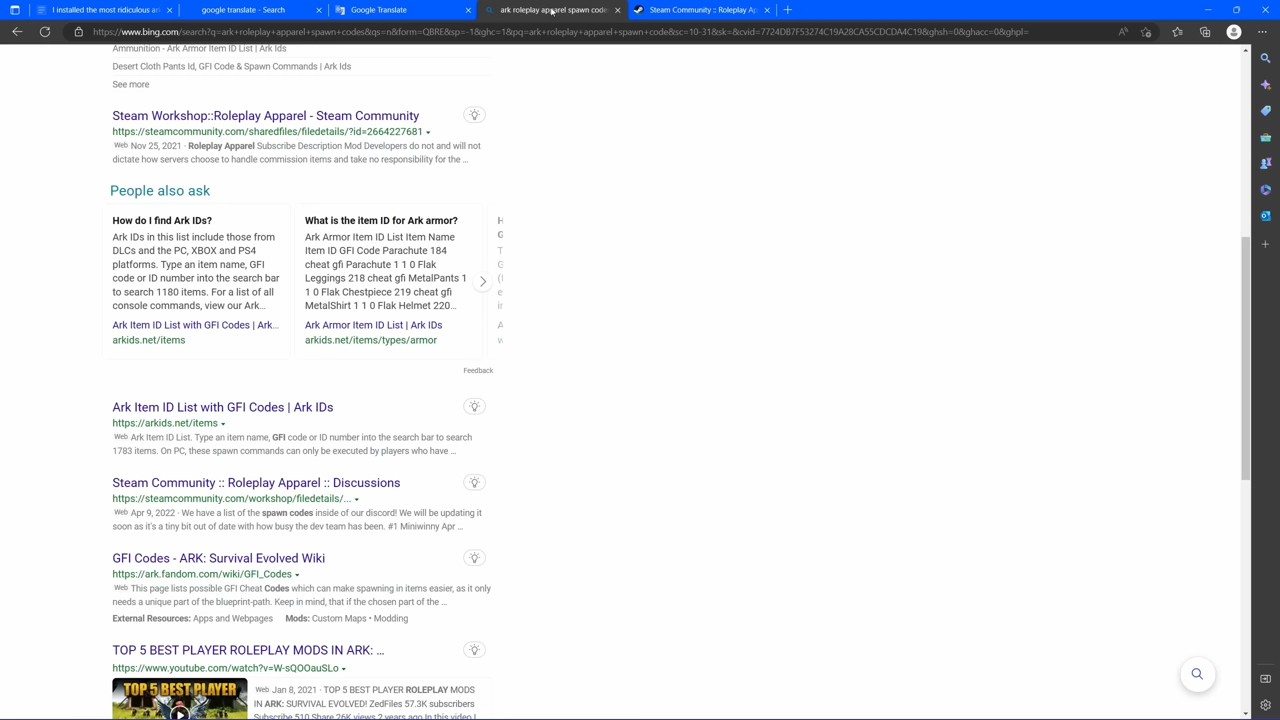 I installed the most ridiculous ark
google translate - Search
Google Translate
ark roleplay apparel spawn code
Steam Community :: Roleplay Ap
https://www.bing.com/search?q=ark+roleplay+apparel+spawn+codes&qs=n&form=QBRE&sp=-1&ghc=1&pq=ark+roleplay+apparel+spawn+code&sc=10-31&sk=&cvid=7724DB7F53274C19A28CA55CDCDA4C19&ghsh=0&ghacc=0&ghpl=
Ammunition - Ark Armor Item ID List | Ark Ids
Desert Cloth Pants Id, GFI Code & Spawn Commands | Ark Ids
See more
Steam Workshop::Roleplay Apparel - Steam Community
https://steamcommunity.com/sharedfiles/filedetails/?id=2664227681
Web Nov 25, 2021 · Roleplay Apparel Subscribe Description Mod Developers do not and will not
dictate how servers choose to handle commission items and take no responsibility for the ...
People also ask
How do I find Ark IDs?
Ark IDs in this list include those from
DLCs and the PC, XBOX and PS4
platforms. Type an item name, GFI
code or ID number into the search bar
to search 1180 items. For a list of all
console commands, view our Ark...
Ark Item ID List with GFI Codes | Ark...
arkids.net/items
What is the item ID for Ark armor?
Ark Armor Item ID List Item Name
Item ID GFI Code Parachute 184
cheat gfi Parachute 1 1 0 Flak
Leggings 218 cheat gfi MetalPants 1
1 0 Flak Chestpiece 219 cheat gfi
MetalShirt 1 1 0 Flak Helmet 220...
Ark Armor Item ID List | Ark IDs
arkids.net/items/types/armor
Feedback
Ark Item ID List with GFI Codes | Ark IDs
https://arkids.net/items
Web Ark Item ID List. Type an item name, GFI code or ID number into the search bar to search
1783 items. On PC, these spawn commands can only be executed by players who have ...
Steam Community :: Roleplay Apparel :: Discussions
https://steamcommunity.com/workshop/filedetails/...
Web Apr 9, 2022 · We have a list of the spawn codes inside of our discord! We will be updating it
soon as it's a tiny bit out of date with how busy the dev team has been. #1 Miniwinny Apr ...
GFI Codes - ARK: Survival Evolved Wiki
https://ark.fandom.com/wiki/GFI_Codes
Web This page lists possible GFI Cheat Codes which can make spawning in items easier, as it only
needs a unique part of the blueprint-path. Keep in mind, that if the chosen part of the ...
External Resources: Apps and Webpages Mods: Custom Maps • Modding
TOP 5 BEST PLAYER ROLEPLAY MODS IN ARK: ...
https://www.youtube.com/watch?v=W-sQOOauSLo
TOP 5 BEST PLAYER
Web Jan 8, 2021 · TOP 5 BEST PLAYER ROLEPLAY MODS
IN ARK: SURVIVAL EVOLVED! ZedFiles 57.3K subscribers
Subscribe 510 Share 26K views 2 years ago In this video I